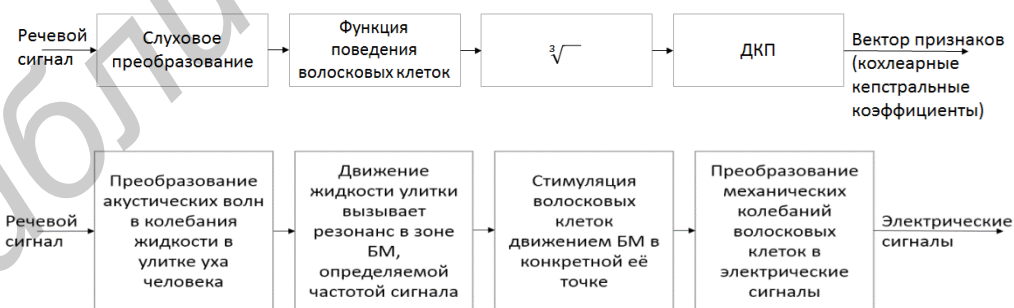 Речевой
сигнал
Слуховое
преобразование
Функция
поведения
волосковых клеток
∛
ДКП
Вектор признаков
(кохлеарные
кепстральные
коэффициенты)
Речевой
сигнал
Преобразование
акустических волн
в колебания
жидкости в
улитке уха
человека
Движение
жидкости улитки
вызывает
резонанс в зоне
БМ,
определяемой
частотой сигнала
Стимуляция
волосковых
клеток
движением БМ в
конкретной её
точке
Преобразование
механических
колебаний
волосковых
клеток в
электрические
сигналы
Электрические
сигналы